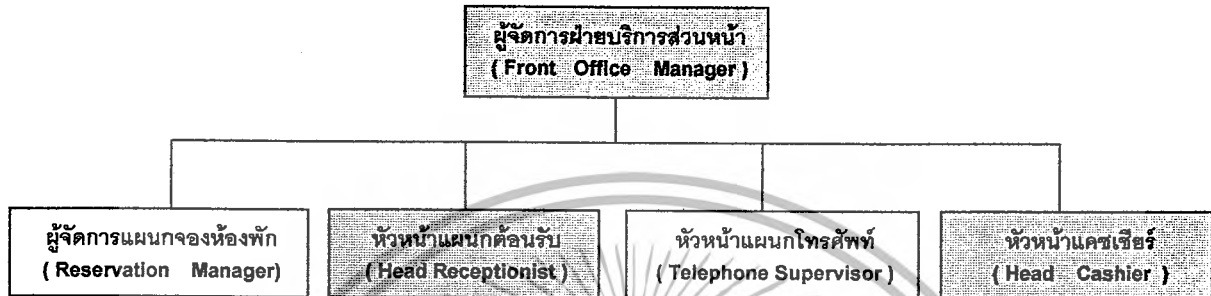 ผู้จัดการฝ่ายบริการส่วนหน้า
( Front Office Manager )
ผู้จัดการแผนกจองห้องพัก
( Reservation Manager)
หัวหน้าแผนกต้อนรับ
( Head Receptionist )
หัวหน้าแผนกโทรศัพท์
( Telephone Supervisor )
หัวหน้าแคชเชียร์
( Head Cashier )